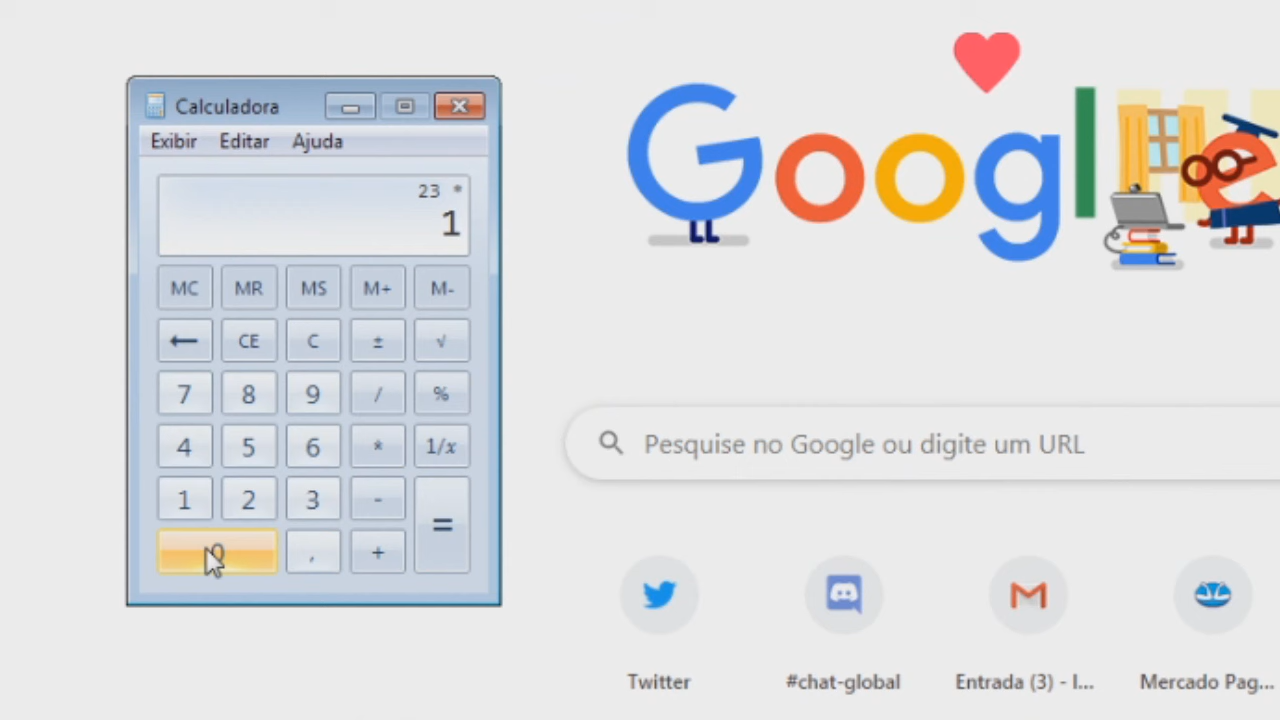 Calculadora
Exibir Editar Ajuda
23 *
1
MC MR MS M+ M-
← CE C ± √
7 8 9 / %
4 5 6 * 1/x
1 2 3 - =
0 , +
Google
Pesquise no Google ou digite um URL
Twitter #chat-global Entrada (3) - I... Mercado Pag...